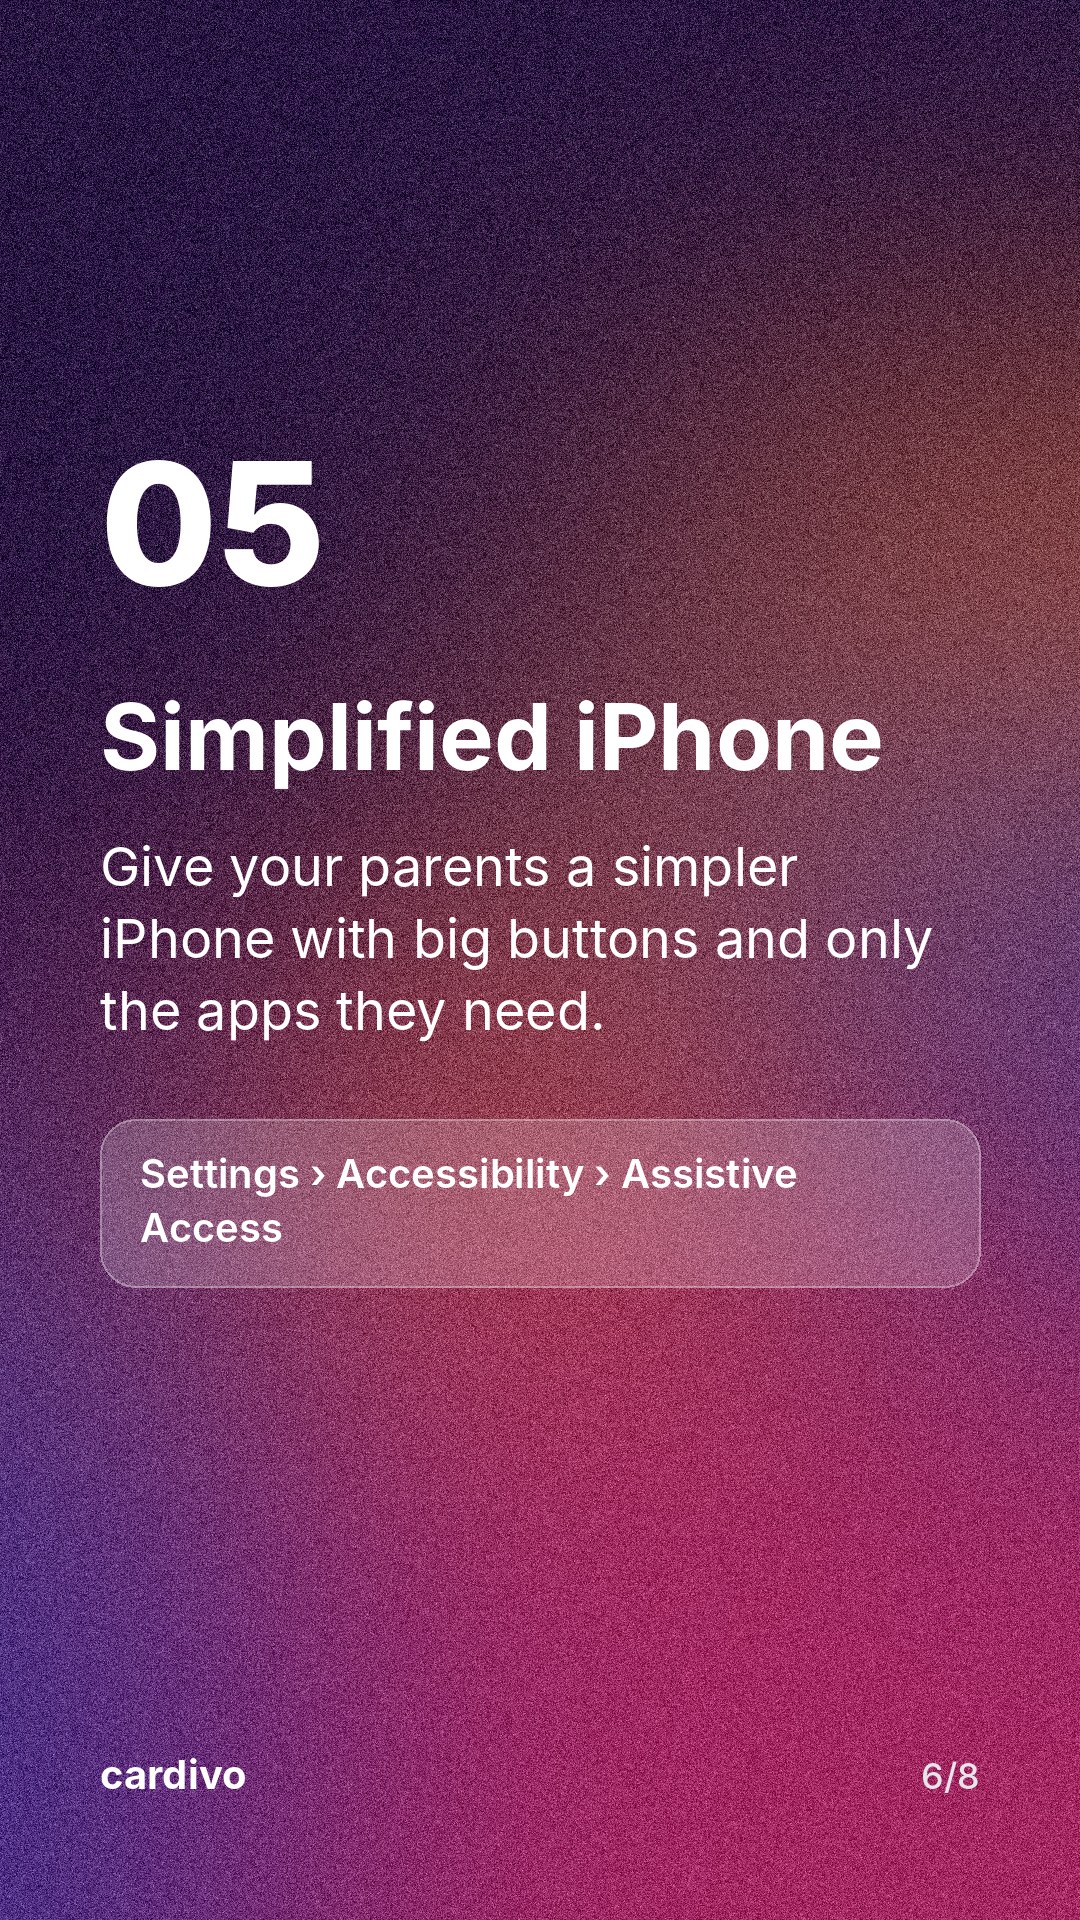 05
Simplified iPhone
Give your parents a simpler
iPhone with big buttons and only
the apps they need.
Settings › Accessibility › Assistive
Access
cardivo
6/8